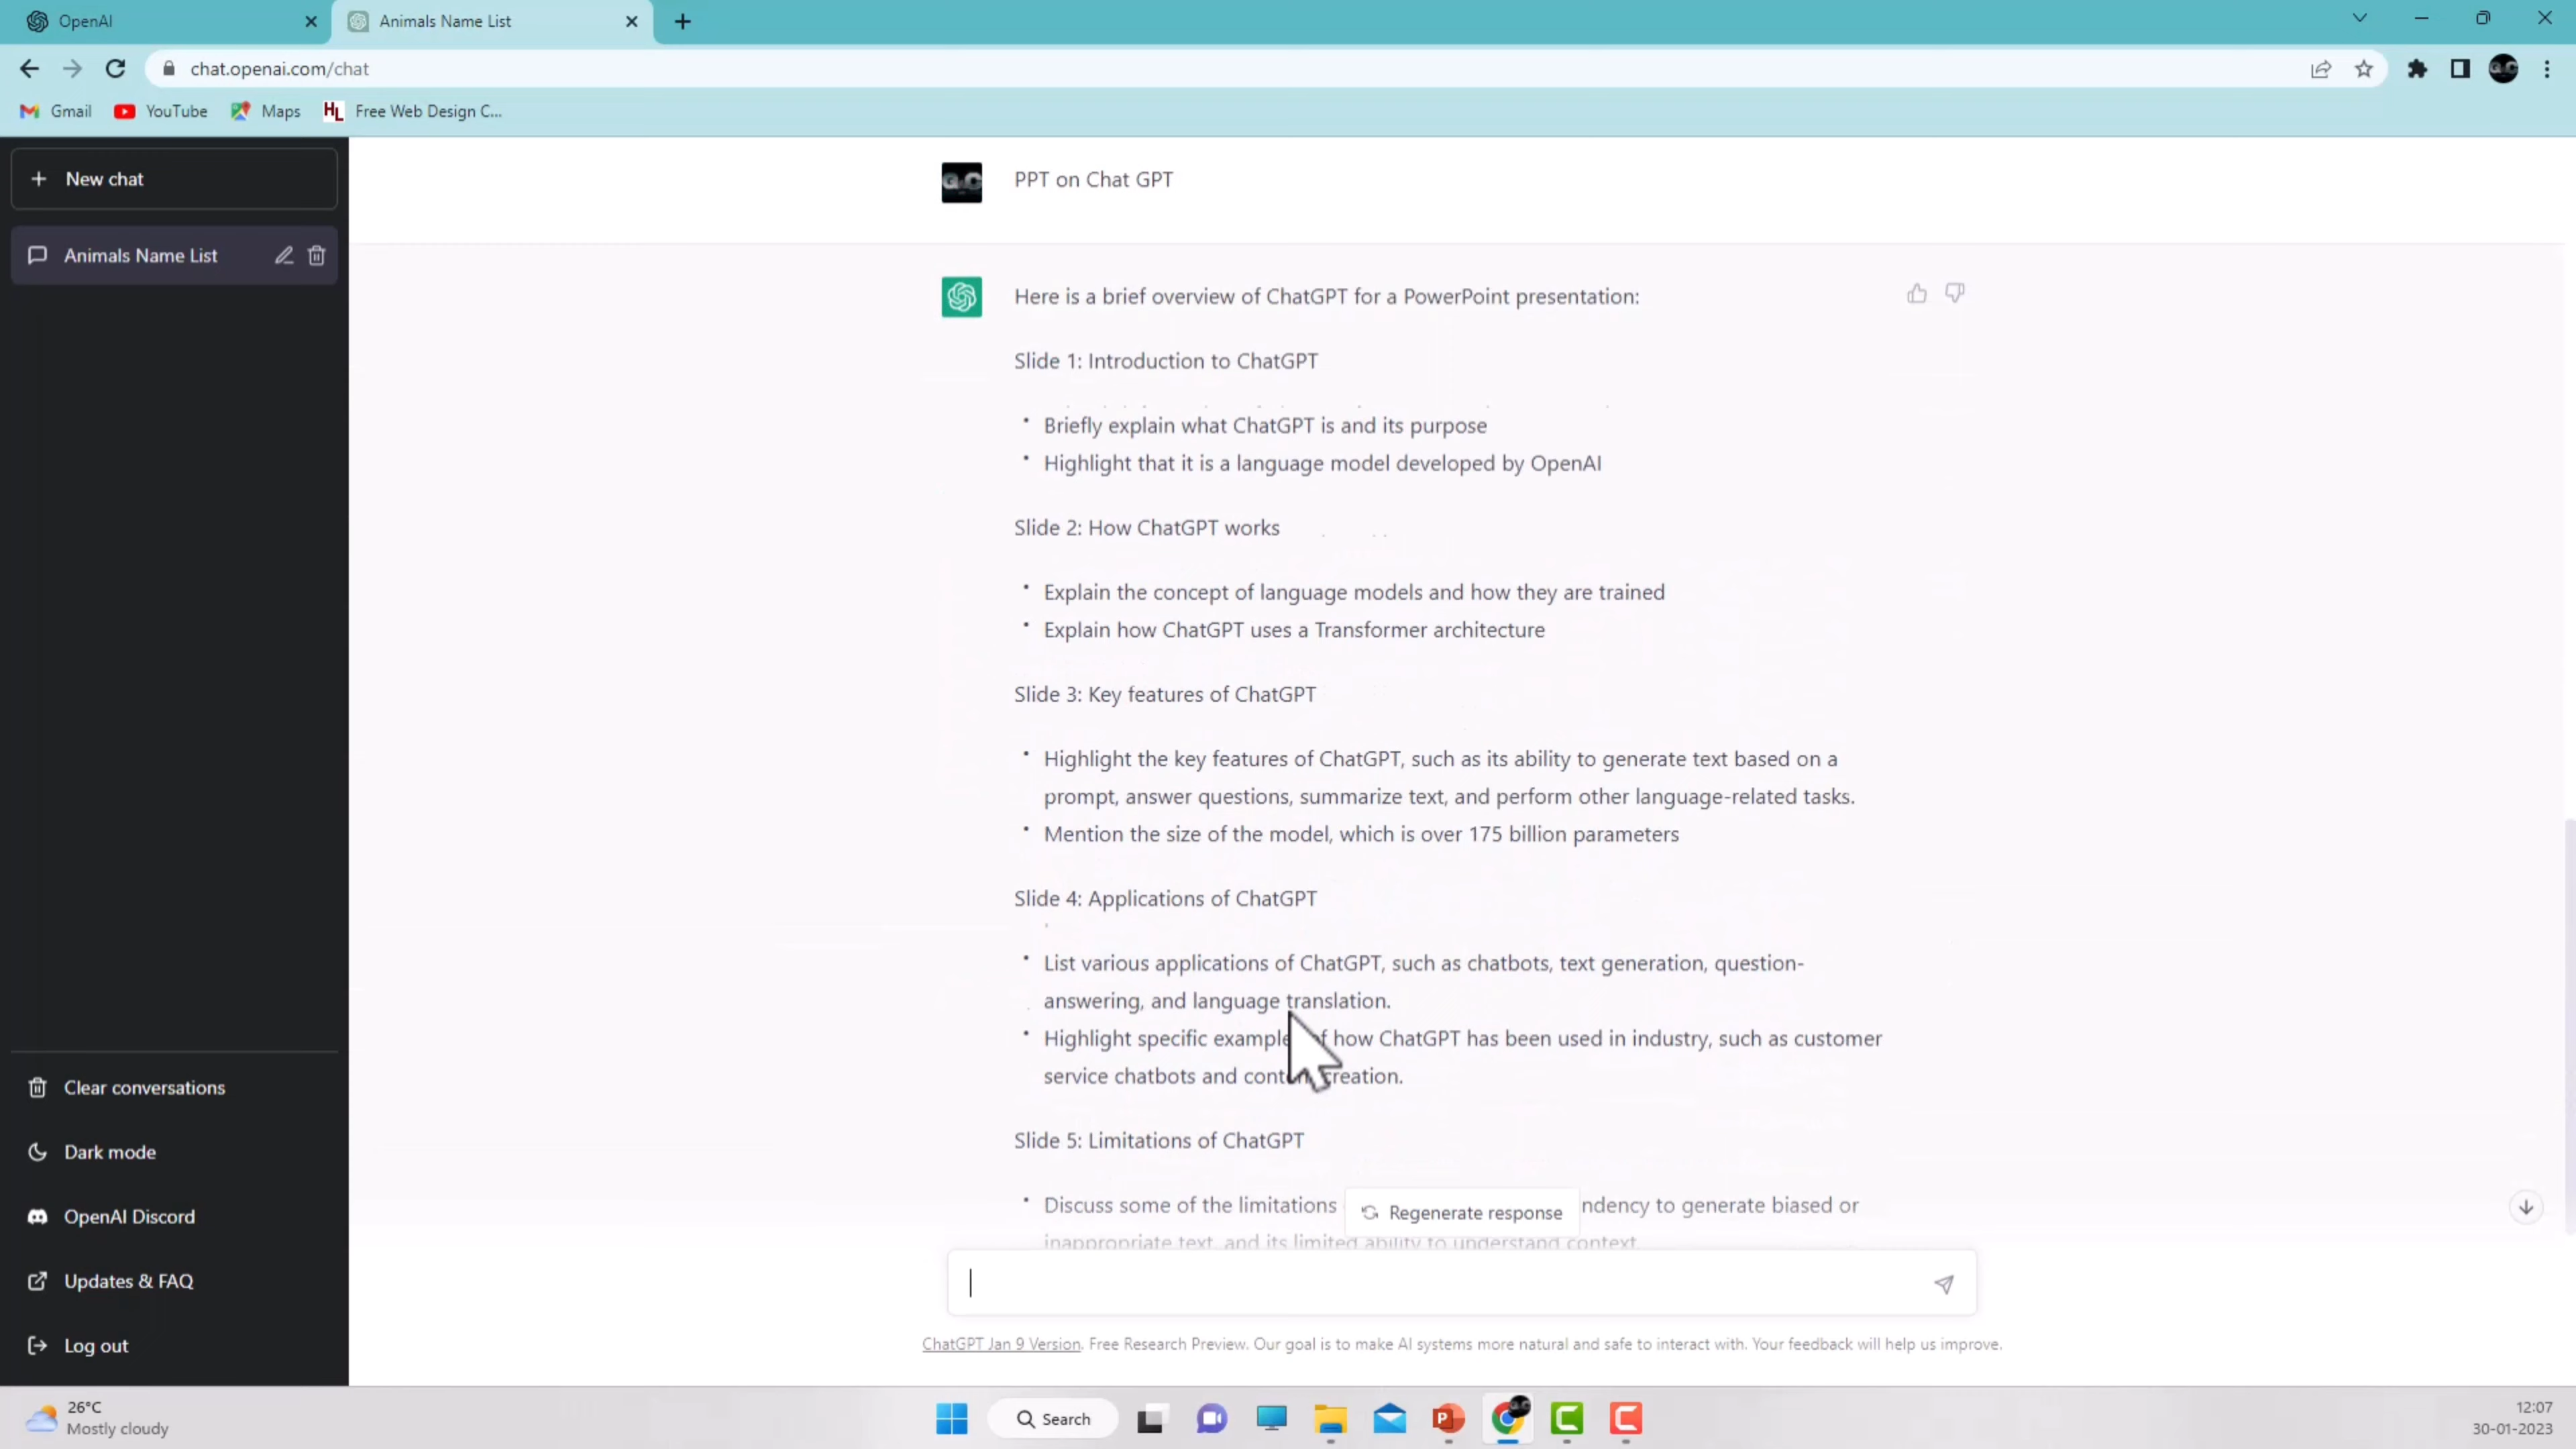 OpenAI
Animals Name List
chat.openai.com/chat
Gmail
YouTube
Maps
HL
Free Web Design C...
New chat
Animals Name List
G.C
PPT on Chat GPT
Here is a brief overview of ChatGPT for a PowerPoint presentation:
Slide 1: Introduction to ChatGPT
• Briefly explain what ChatGPT is and its purpose
• Highlight that it is a language model developed by OpenAI
Slide 2: How ChatGPT works
• Explain the concept of language models and how they are trained
• Explain how ChatGPT uses a Transformer architecture
Slide 3: Key features of ChatGPT
• Highlight the key features of ChatGPT, such as its ability to generate text based on a
prompt, answer questions, summarize text, and perform other language-related tasks.
• Mention the size of the model, which is over 175 billion parameters
Slide 4: Applications of ChatGPT
• List various applications of ChatGPT, such as chatbots, text generation, question-
answering, and language translation.
• Highlight specific example of how ChatGPT has been used in industry, such as customer
service chatbots and creation.
Slide 5: Limitations of ChatGPT
• Discuss some of the limitations ndency to generate biased or
inappropriate text, and its limited ability to understand context
Regenerate response
ChatGPT Jan 9 Version. Free Research Preview. Our goal is to make AI systems more natural and safe to interact with. Your feedback will help us improve.
Clear conversations
Dark mode
OpenAI Discord
Updates & FAQ
Log out
26°C
Mostly cloudy
Search
12:07
30-01-2023